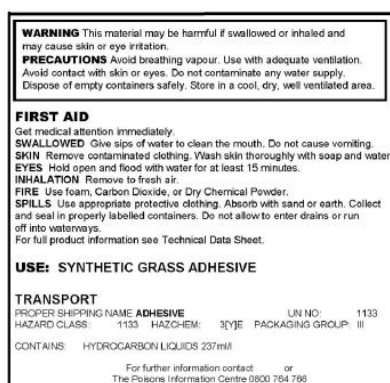 WARNING This material may be harmful if swallowed or inhaled and
may cause skin or eye irritation.
PRECAUTIONS Avoid breathing vapour. Use with adequate ventilation.
Avoid contact with skin or eyes. Do not contaminate any water supply.
Dispose of empty containers safely. Store in a cool, dry, well ventilated area.
FIRST AID
Get medical attention immediately.
SWALLOWED Give sips of water to clean the mouth. Do not cause vomiting.
SKIN Remove contaminated clothing. Wash skin thoroughly with soap and water
EYES Hold open and flood with water for at least 15 minutes.
INHALATION Remove to fresh air.
FIRE Use foam, Carbon Dioxide, or Dry Chemical Powder.
SPILLS Use appropriate protective clothing. Absorb with sand or earth. Collect
and seal in properly labelled containers. Do not allow to enter drains or run
off into waterways.
For full product information see Technical Data Sheet.
USE: SYNTHETIC GRASS ADHESIVE
TRANSPORT
PROPER SHIPPING NAME ADHESIVE UN NO: 1133
HAZARD CLASS: 1133 HAZCHEM: 3[Y]E PACKAGING GROUP: III
CONTAINS: HYDROCARBON LIQUIDS 237ml/l
For further information contact or
The Poisons Information Centre 0800 764 766